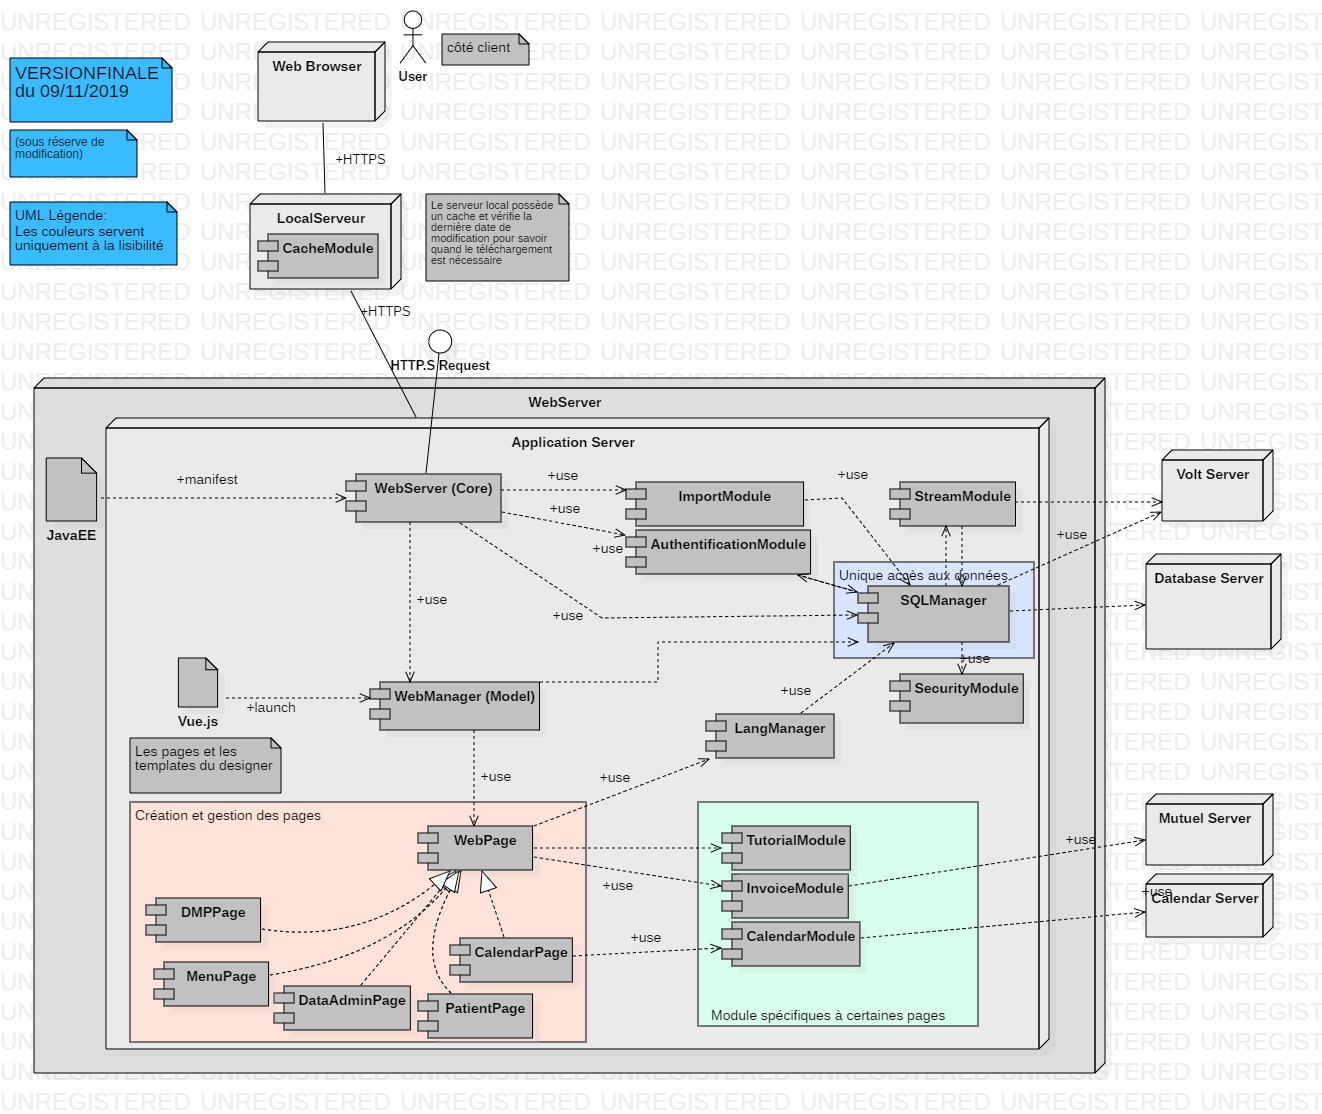 VERSIONFINALE
du 09/11/2019
(sous réserve de
modification)
UML Légende:
Les couleurs servent
uniquement à la lisibilité
Web Browser
User
côté client
+HTTPS
LocalServeur
CacheModule
Le serveur local possède
un cache et vérifie la
dernière date de
modification pour savoir
quand le téléchargement
est nécessaire
+HTTPS
HTTP.S Request
WebServer
Application Server
JavaEE
+manifest
WebServer (Core)
+use
+use
+use
ImportModule
AuthentificationModule
+use
StreamModule
Unique accès aux données
SQLManager
+use
SecurityModule
+use
+use
Volt Server
Database Server
+use
Vue.js
+launch
WebManager (Model)
Les pages et les
templates du designer
+use
+use
LangManager
+use
Création et gestion des pages
WebPage
DMPPage
MenuPage
DataAdminPage
CalendarPage
PatientPage
+use
+use
TutorialModule
InvoiceModule
CalendarModule
Module spécifiques à certaines pages
+use
Mutuel Server
+use
Calendar Server
UNREGISTERED UNREGISTERED UNREGISTERED UNREGISTERED UNREGISTERED UNREGISTERED UNREGIST